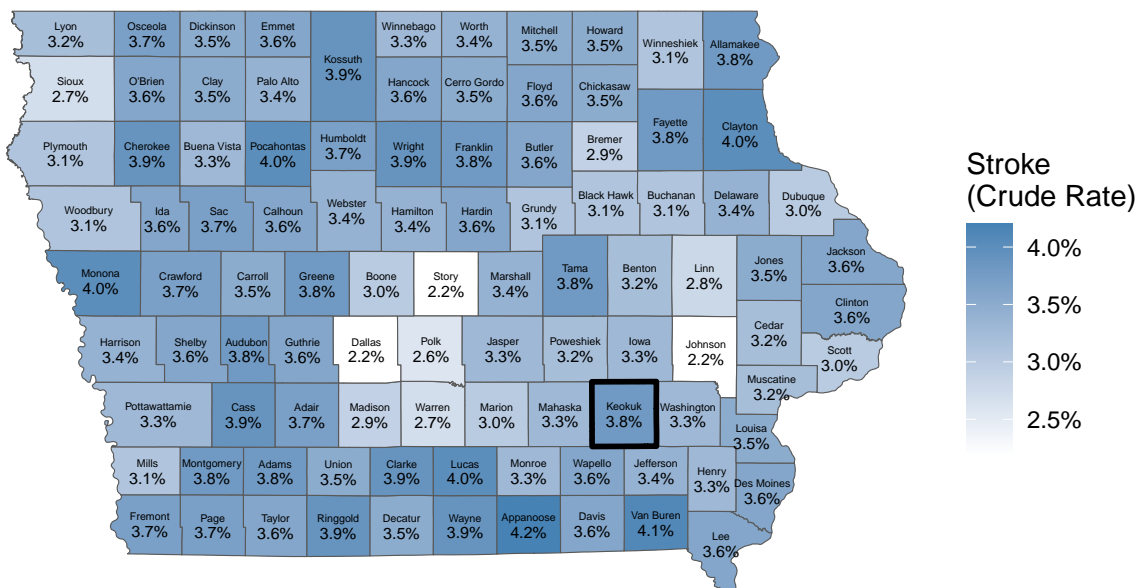 Lyon
3.2%
Osceola
3.7%
Dickinson
3.5%
Emmet
3.6%
Kossuth
3.9%
Winnebago
3.3%
Worth
3.4%
Mitchell
3.5%
Howard
3.5%
Winneshiek
3.1%
Allamakee
3.8%
Sioux
2.7%
O'Brien
3.6%
Clay
3.5%
Palo Alto
3.4%
Hancock
3.6%
Cerro Gordo
3.5%
Floyd
3.6%
Chickasaw
3.5%
Plymouth
3.1%
Cherokee
3.9%
Buena Vista
3.3%
Pocahontas
4.0%
Humboldt
3.7%
Wright
3.9%
Franklin
3.8%
Butler
3.6%
Bremer
2.9%
Fayette
3.8%
Clayton
4.0%
Woodbury
3.1%
Ida
3.6%
Sac
3.7%
Calhoun
3.6%
Webster
3.4%
Hamilton
3.4%
Hardin
3.6%
Grundy
3.1%
Black Hawk
3.1%
Buchanan
3.1%
Delaware
3.4%
Dubuque
3.0%
Monona
4.0%
Crawford
3.7%
Carroll
3.5%
Greene
3.8%
Boone
3.0%
Story
2.2%
Marshall
3.4%
Tama
3.8%
Benton
3.2%
Linn
2.8%
Jones
3.5%
Jackson
3.6%
Clinton
3.6%
Harrison
3.4%
Shelby
3.6%
Audubon
3.8%
Guthrie
3.6%
Dallas
2.2%
Polk
2.6%
Jasper
3.3%
Poweshiek
3.2%
Iowa
3.3%
Johnson
2.2%
Cedar
3.2%
Scott
3.0%
Muscatine
3.2%
Pottawattamie
3.3%
Cass
3.9%
Adair
3.7%
Madison
2.9%
Warren
2.7%
Marion
3.0%
Mahaska
3.3%
Keokuk
3.8%
Washington
3.3%
Louisa
3.5%
Mills
3.1%
Montgomery
3.8%
Adams
3.8%
Union
3.5%
Clarke
3.9%
Lucas
4.0%
Monroe
3.3%
Wapello
3.6%
Jefferson
3.4%
Henry
3.3%
Des Moines
3.6%
Fremont
3.7%
Page
3.7%
Taylor
3.6%
Ringgold
3.9%
Decatur
3.5%
Wayne
3.9%
Appanoose
4.2%
Davis
3.6%
Van Buren
4.1%
Lee
3.6%
Stroke
(Crude Rate)
4.0%
3.5%
3.0%
2.5%